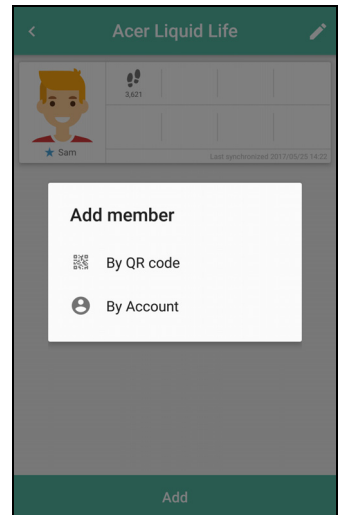 Acer Liquid Life
3,621
Sam
Last synchronized 2017/05/25 14:22
Add member
By QR code
By Account
Add